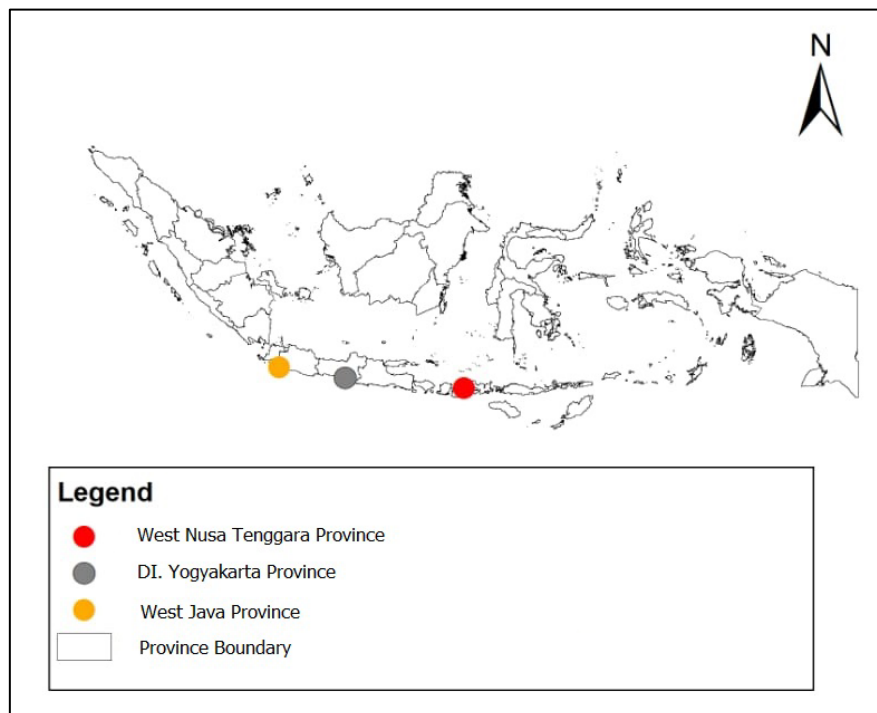 N
Legend
West Nusa Tenggara Province
DI. Yogyakarta Province
West Java Province
Province Boundary